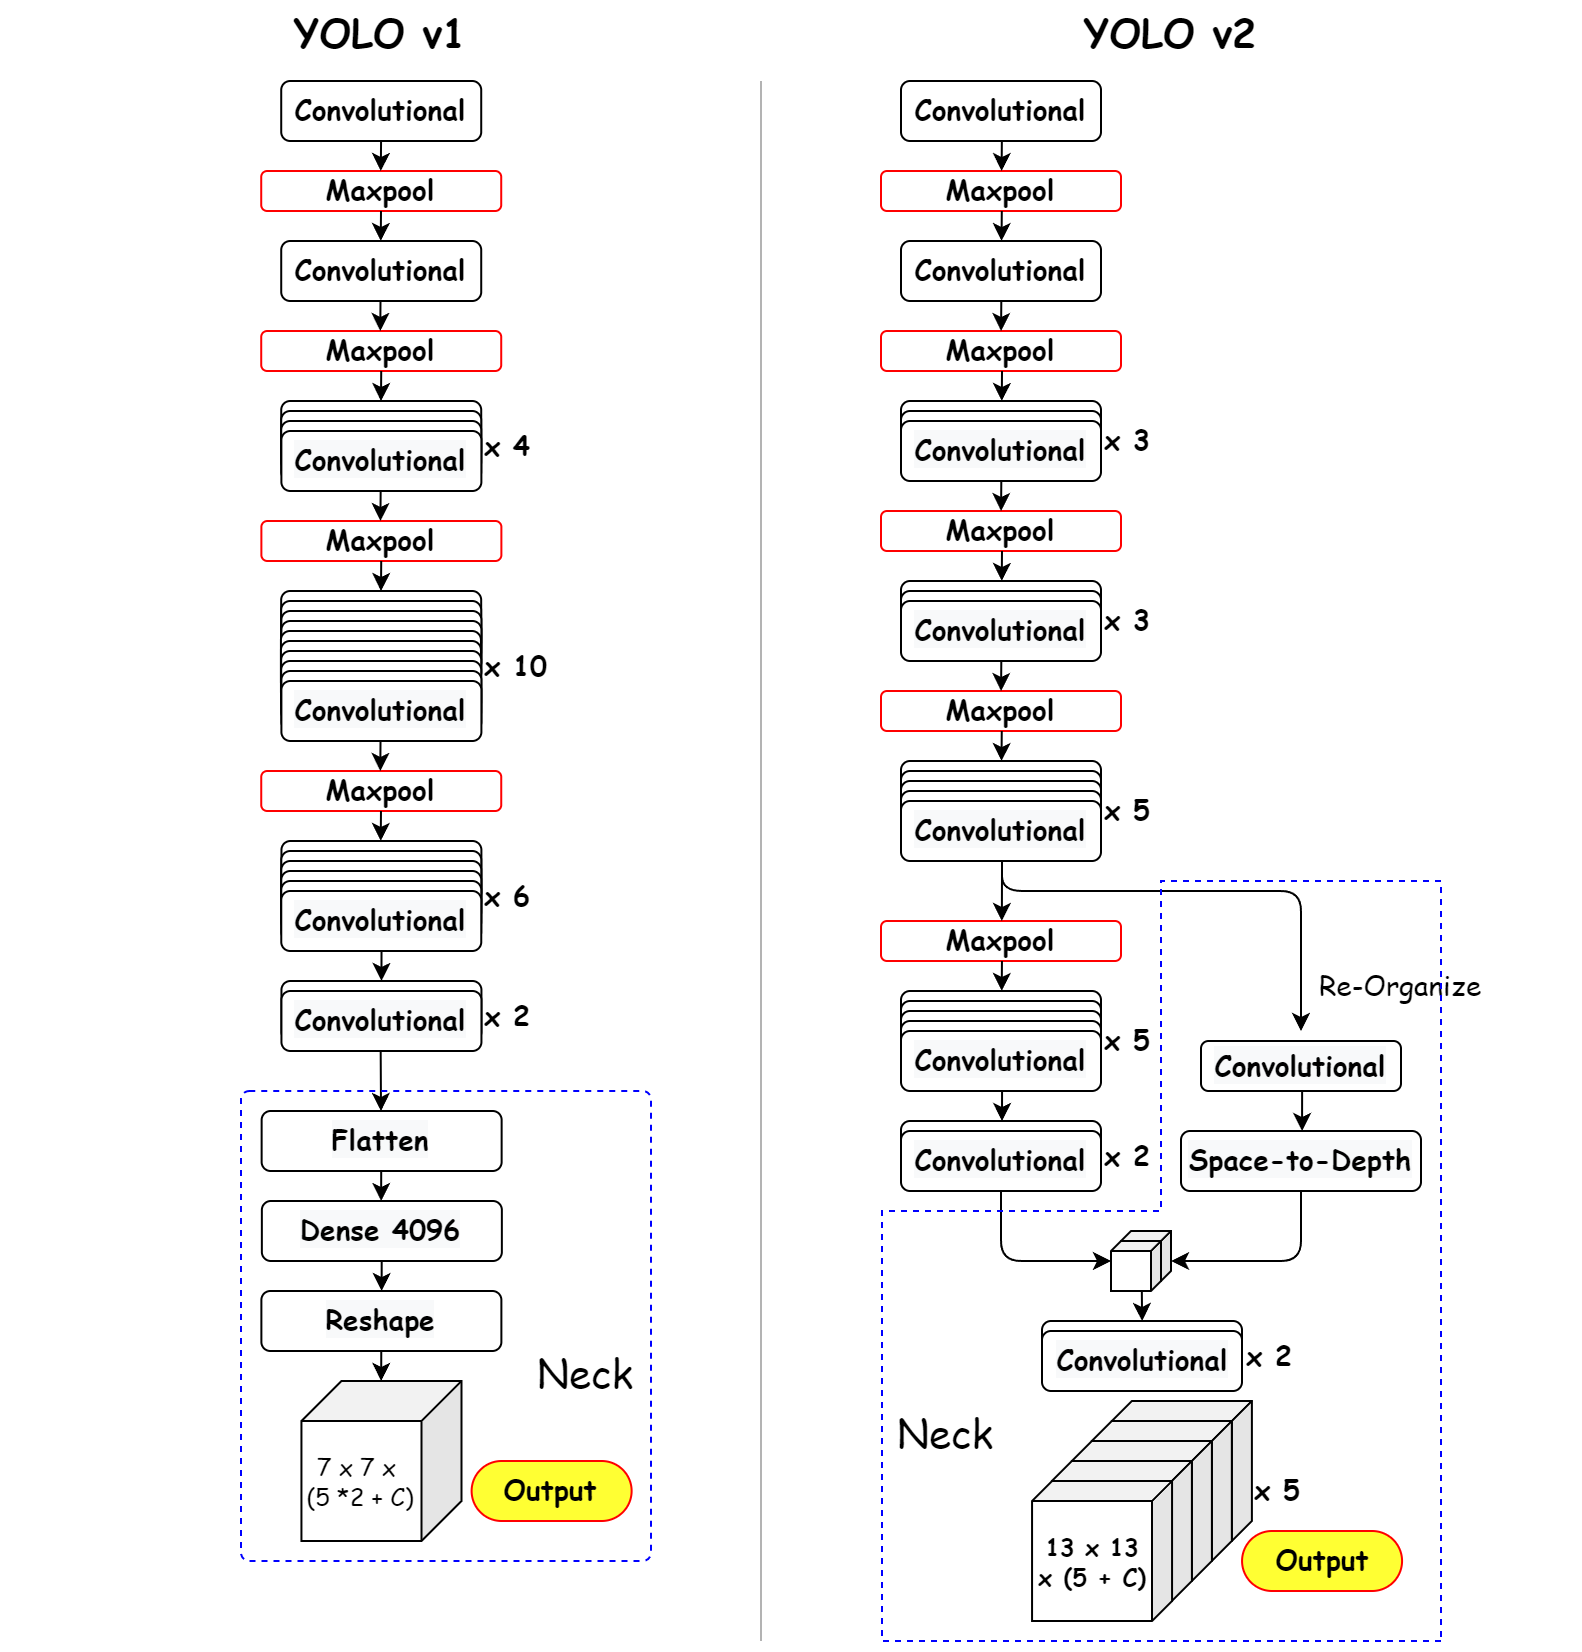 YOLO v1
Convolutional
Maxpool
Convolutional
Maxpool
Convolutional
x 4
Maxpool
Convolutional
x 10
Maxpool
Convolutional
x 6
Convolutional
x 2
Flatten
Dense 4096
Reshape
Neck
7 x 7 x
(5 *2 + C)
Output
YOLO v2
Convolutional
Maxpool
Convolutional
Maxpool
Convolutional
x 3
Maxpool
Convolutional
x 3
Maxpool
Convolutional
x 5
Maxpool
Convolutional
x 5
Convolutional
x 2
Re-Organize
Convolutional
Space-to-Depth
Convolutional
x 2
Neck
13 x 13
x (5 + C)
x 5
Output